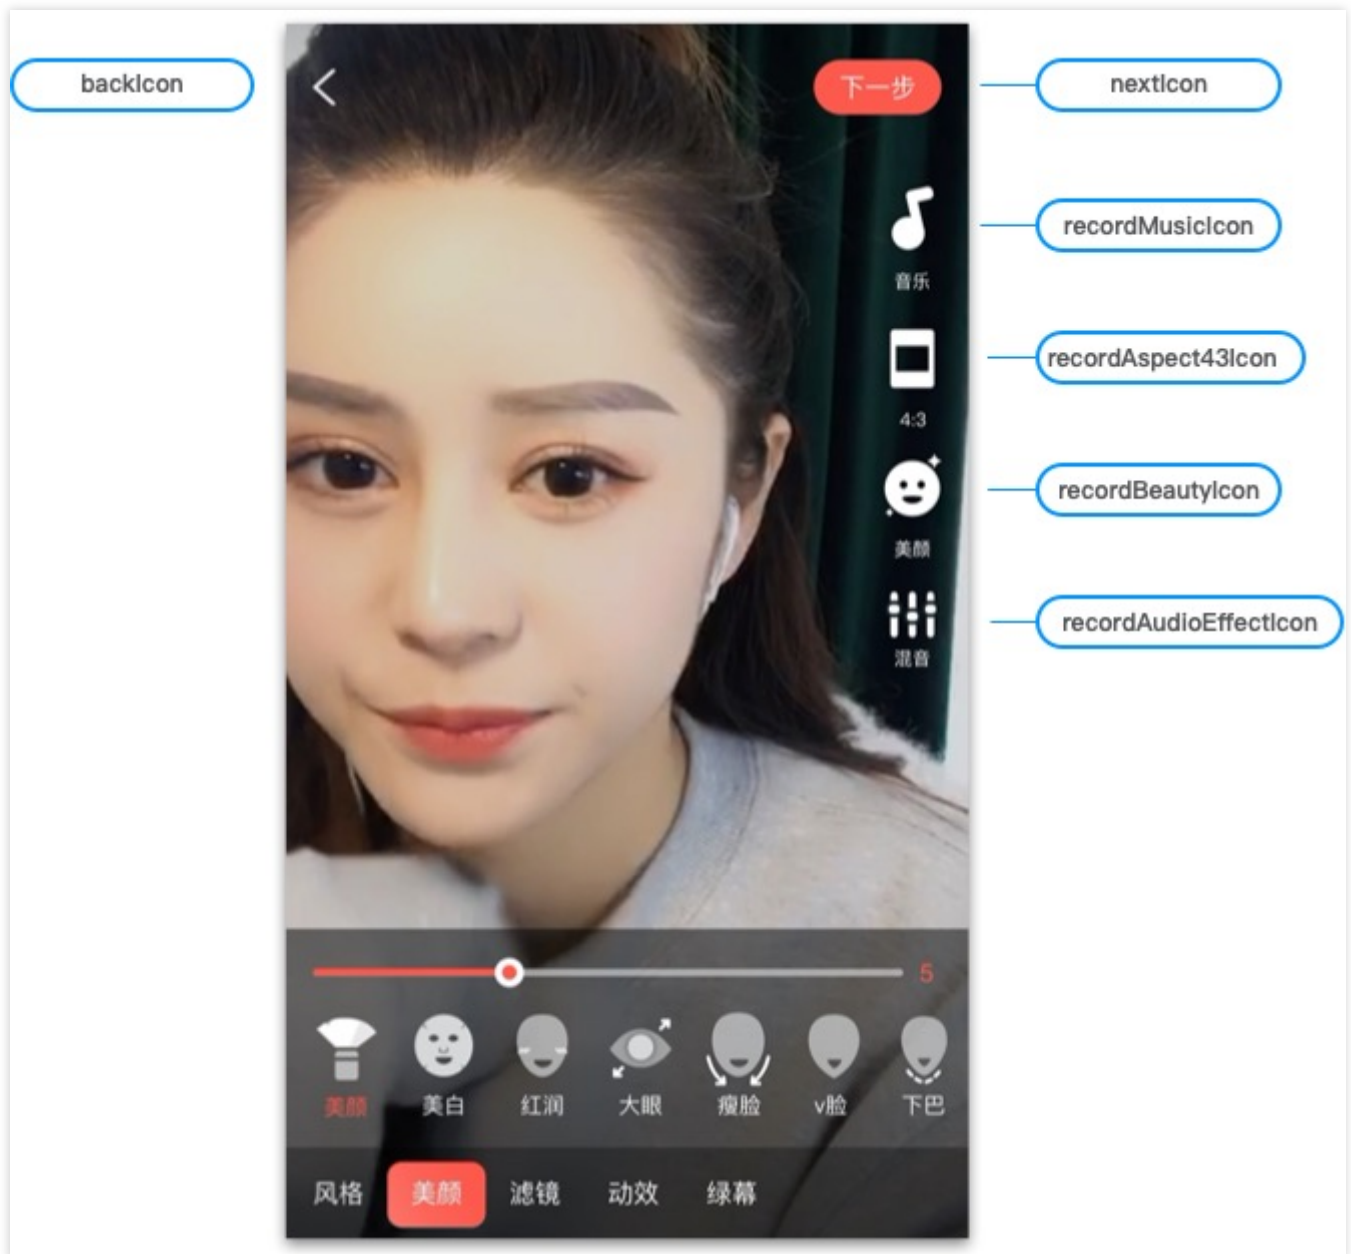 backIcon
下一步
nextIcon
音乐
recordMusicIcon
4:3
recordAspect43Icon
美颜
recordBeautyIcon
混音
recordAudioEffectIcon
5
美颜 美白 红润 大眼 瘦脸 v脸 下巴
风格 美颜 滤镜 动效 绿幕